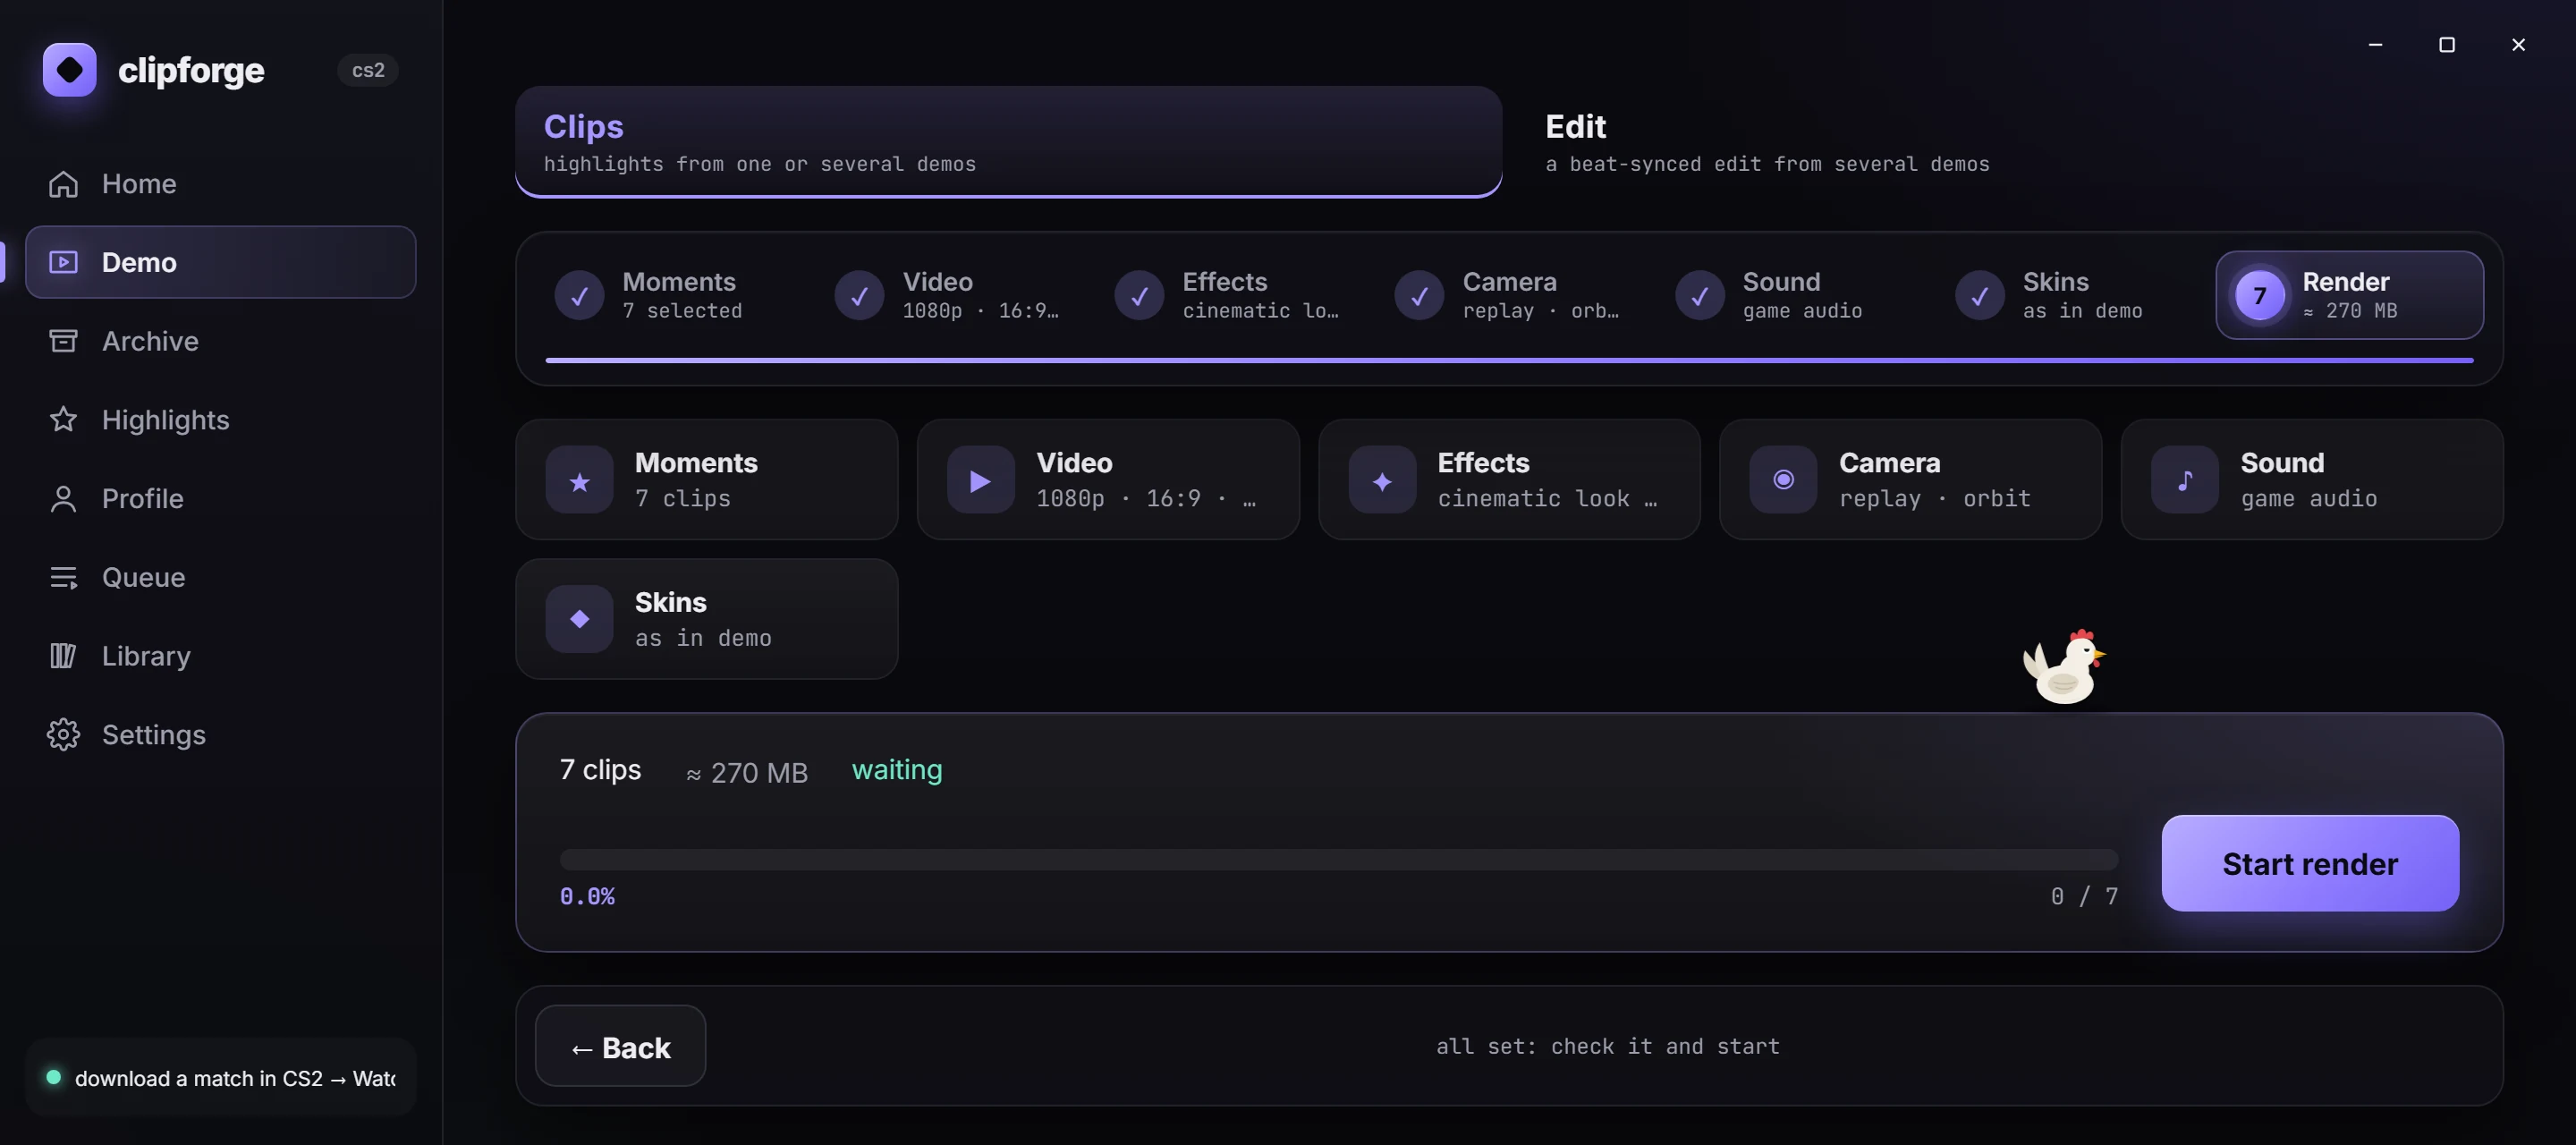 clipforge
cs2
Home
Demo
Archive
Highlights
Profile
Queue
Library
Settings
download a match in CS2 → Watc
Clips
highlights from one or several demos
Edit
a beat-synced edit from several demos
Moments
7 selected
Video
1080p · 16:9…
Effects
cinematic lo…
Camera
replay · orb…
Sound
game audio
Skins
as in demo
7
Render
≈ 270 MB
Moments
7 clips
Video
1080p · 16:9 · …
Effects
cinematic look …
Camera
replay · orbit
Sound
game audio
Skins
as in demo
7 clips ≈ 270 MB waiting
0.0%
0 / 7
Start render
← Back
all set: check it and start